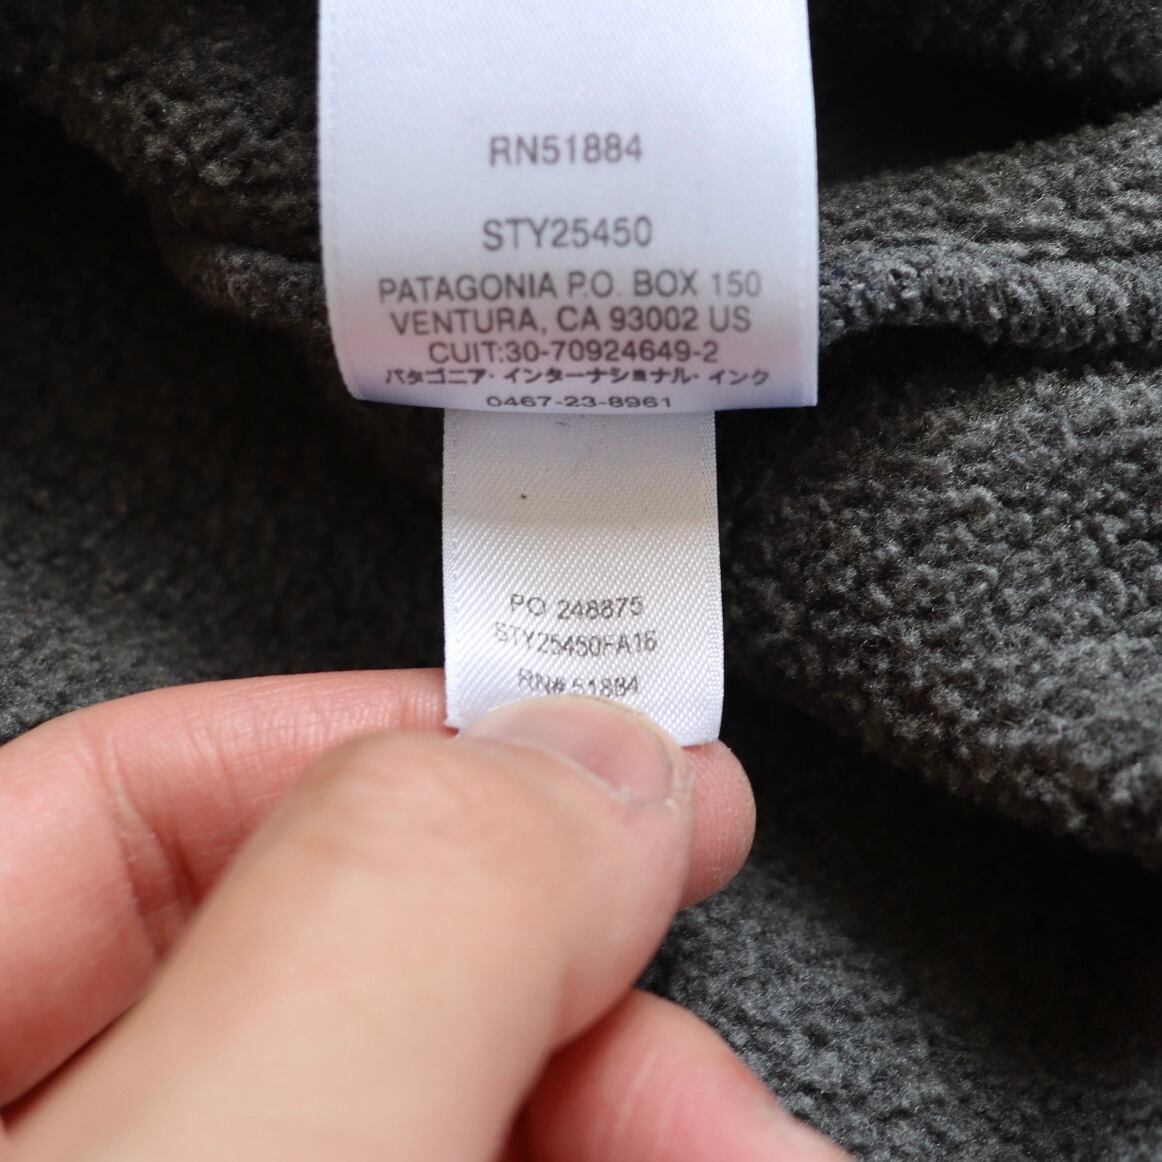 RN51884
STY25450
PATAGONIA P.O. BOX 150
VENTURA, CA 93002 US
CUIT:30-70924649-2
パタゴニア・インターナショナル・インク
0467-23-8961
PO 248875
STY25450FA16
RN# 51884